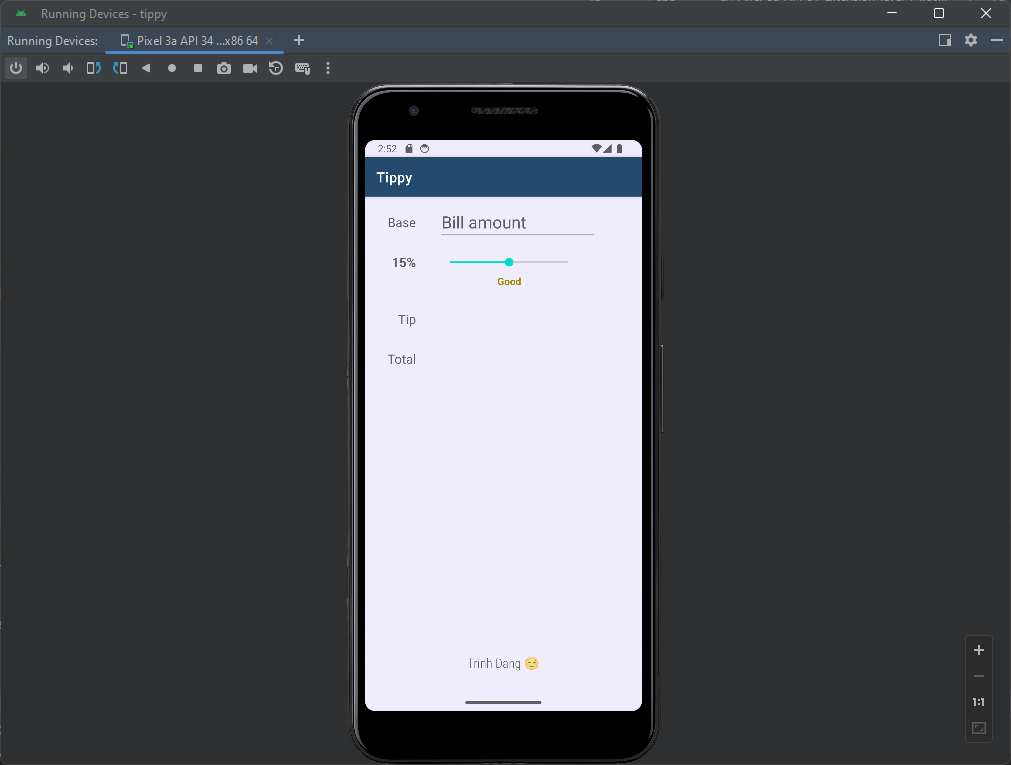 Running Devices - tippy
Running Devices: Pixel 3a API 34 ...x86 64
2:52
Tippy
Base Bill amount
15%
Good
Tip
Total
Trinh Dang 😊
1:1